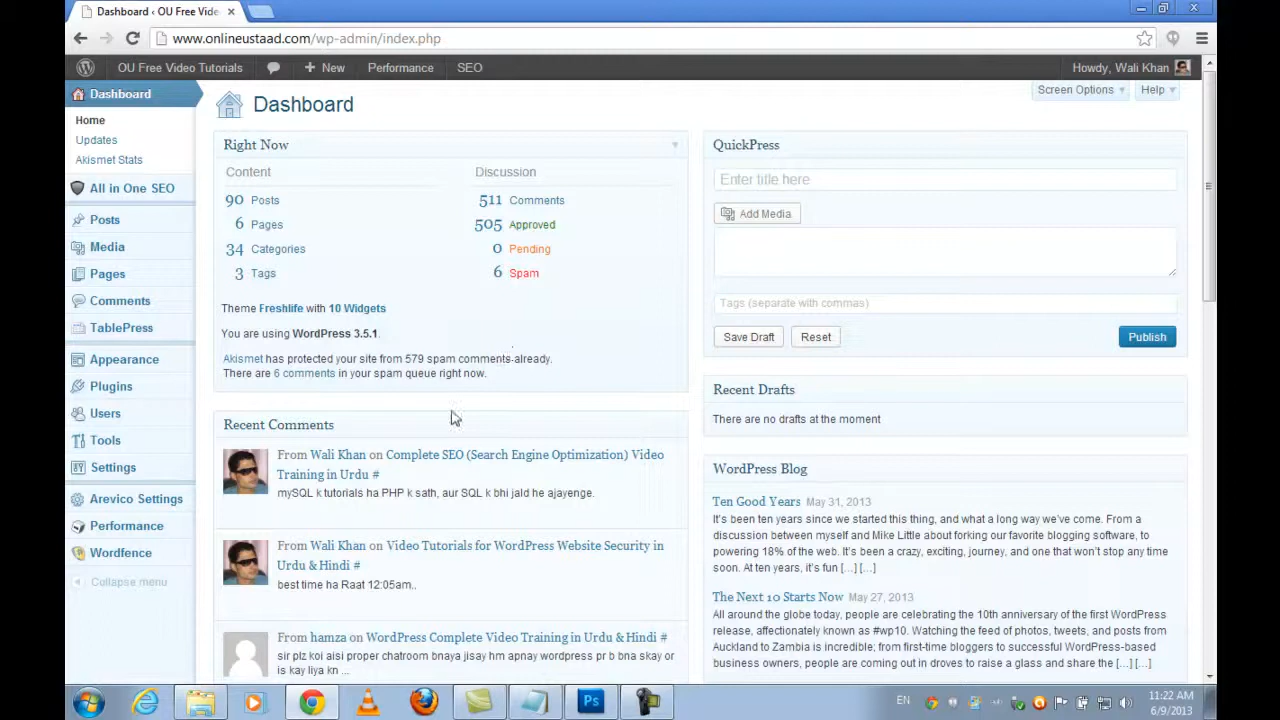 Dashboard ‹ OU Free Vide
www.onlineustaad.com/wp-admin/index.php
OU Free Video Tutorials
New
Performance
SEO
Howdy, Wali Khan
Dashboard
Home
Updates
Akismet Stats
All in One SEO
Posts
Media
Pages
Comments
TablePress
Appearance
Plugins
Users
Tools
Settings
Arevico Settings
Performance
Wordfence
Collapse menu
Dashboard
Screen Options
Help
Right Now
Content
Discussion
90 Posts
511 Comments
6 Pages
505 Approved
34 Categories
0 Pending
3 Tags
6 Spam
Theme Freshlife with 10 Widgets
You are using WordPress 3.5.1.
Akismet has protected your site from 579 spam comments already.
There are 6 comments in your spam queue right now.
Recent Comments
From Wali Khan on Complete SEO (Search Engine Optimization) Video
Training in Urdu #
mySQL k tutorials ha PHP k sath, aur SQL k bhi jald he ajayenge.
From Wali Khan on Video Tutorials for WordPress Website Security in
Urdu & Hindi #
best time ha Raat 12:05am..
From hamza on WordPress Complete Video Training in Urdu & Hindi #
sir plz koi aisi proper chatroom bnaya jisay hm apnay wordpress pr b bna skay or
is kay liya kn ...
QuickPress
Enter title here
Add Media
Tags (separate with commas)
Save Draft
Reset
Publish
Recent Drafts
There are no drafts at the moment
WordPress Blog
Ten Good Years May 31, 2013
It's been ten years since we started this thing, and what a long way we've come. From a
discussion between myself and Mike Little about forking our favorite blogging software, to
powering 18% of the web. It's been a crazy, exciting, journey, and one that won't stop any time
soon. At ten years, it's fun [...] [...]
The Next 10 Starts Now May 27, 2013
All around the globe today, people are celebrating the 10th anniversary of the first WordPress
release, affectionately known as #wp10. Watching the feed of photos, tweets, and posts from
Auckland to Zambia is incredible; from first-time bloggers to successful WordPress-based
business owners, people are coming out in droves to raise a glass and share the [...] [...]
Ps
EN
11:22 AM
6/9/2013